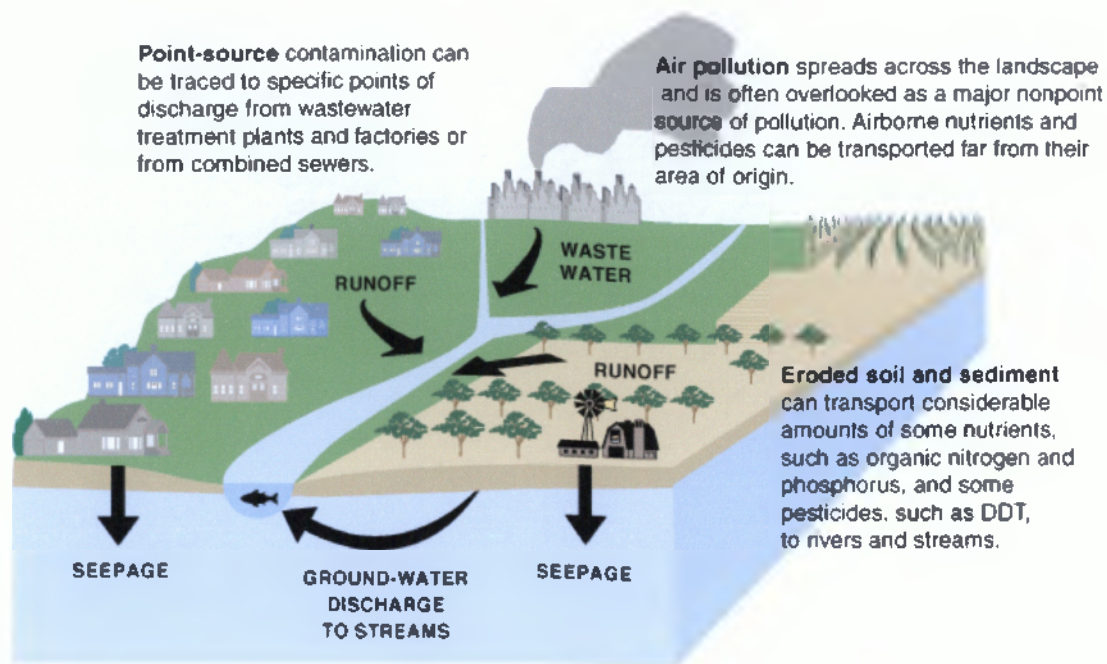 Point-source contamination can
be traced to specific points of
discharge from wastewater
treatment plants and factories or
from combined sewers.
Air pollution spreads across the landscape
and is often overlooked as a major nonpoint
source of pollution. Airborne nutrients and
pesticides can be transported far from their
area of origin.
WASTE
WATER
RUNOFF
RUNOFF
Eroded soil and sediment
can transport considerable
amounts of some nutrients,
such as organic nitrogen and
phosphorus, and some
pesticides, such as DDT,
to rivers and streams.
SEEPAGE
GROUND-WATER
DISCHARGE
TO STREAMS
SEEPAGE